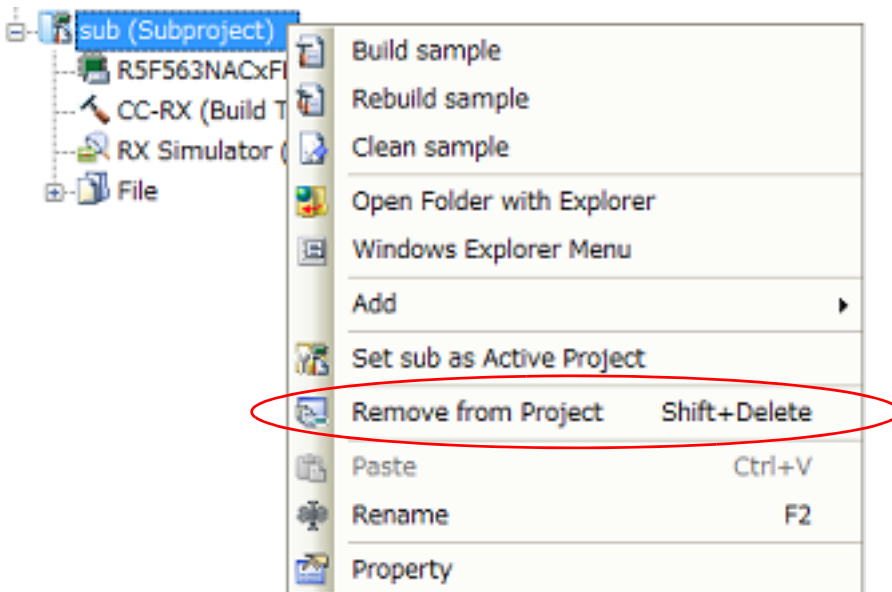 sub (Subproject)
R5F563NACxF
CC-RX (Build T
RX Simulator (
File
Build sample
Rebuild sample
Clean sample
Open Folder with Explorer
Windows Explorer Menu
Add
Set sub as Active Project
Remove from Project Shift+Delete
Paste Ctrl+V
Rename F2
Property